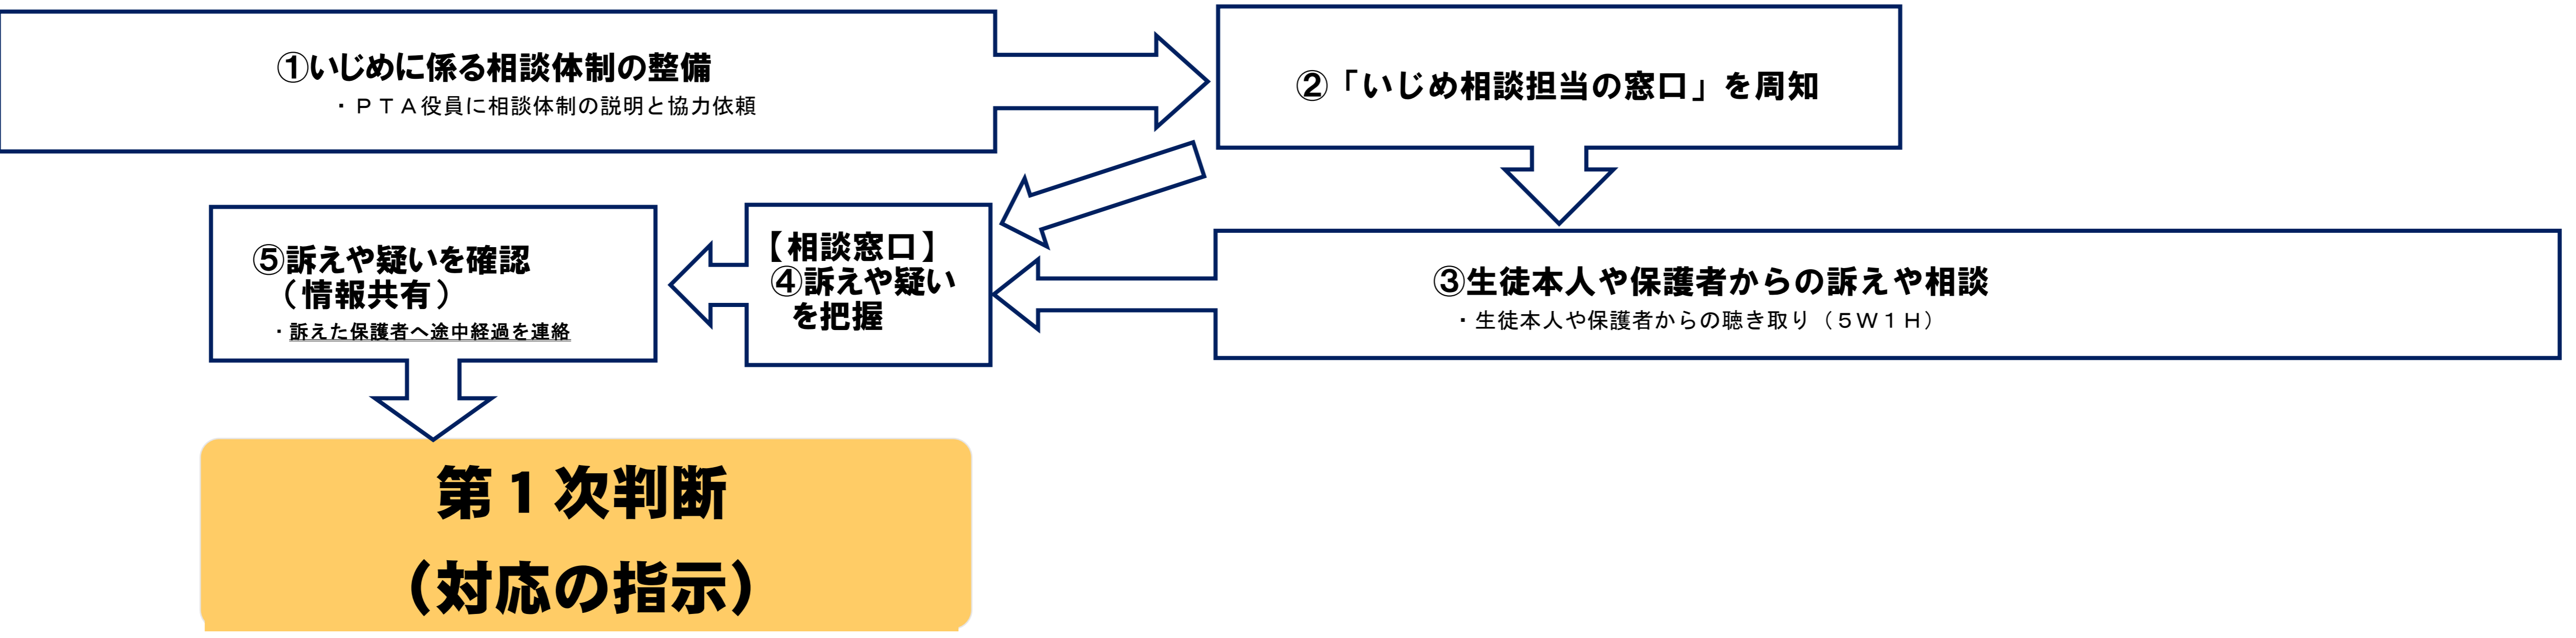 ①いじめに係る相談体制の整備
・ＰＴＡ役員に相談体制の説明と協力依頼
②「いじめ相談担当の窓口」を周知
③生徒本人や保護者からの訴えや相談
・生徒本人や保護者からの聴き取り（５Ｗ１Ｈ）
【相談窓口】
④訴えや疑い
を把握
⑤訴えや疑いを確認
（情報共有）
・訴えた保護者へ途中経過を連絡
第１次判断
（対応の指示）